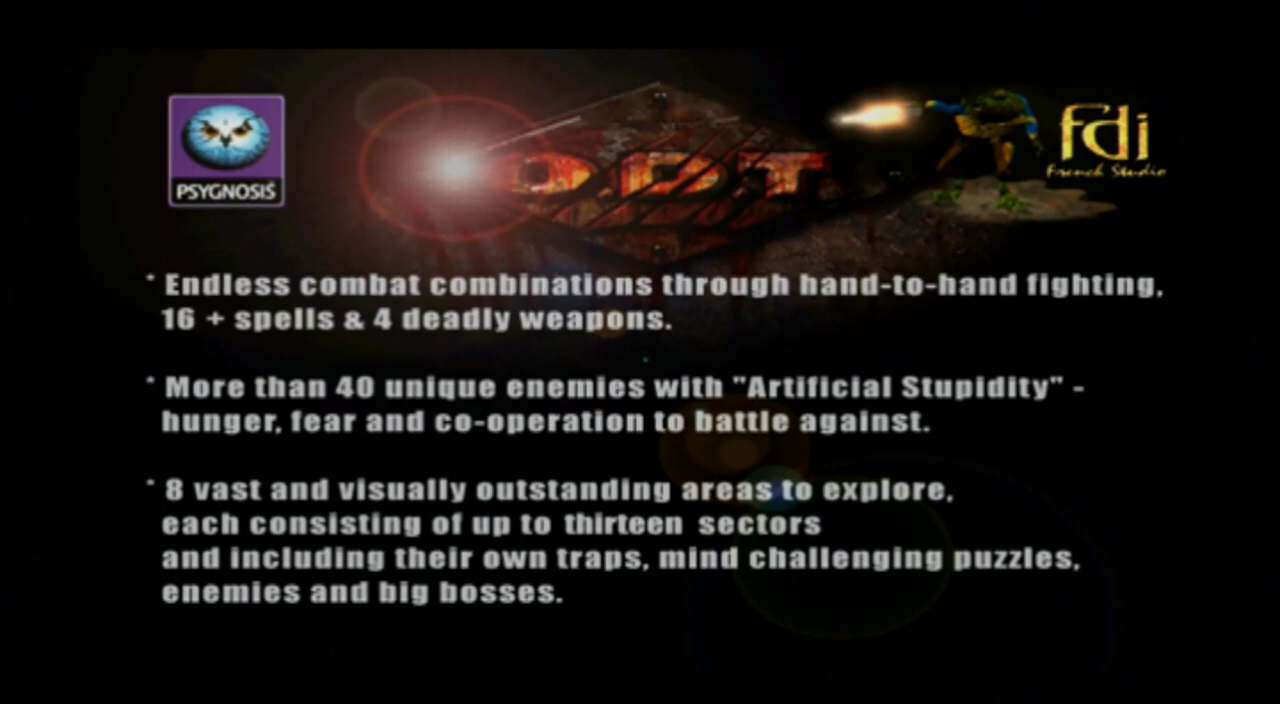 PSYGNOSIS
O.D.T.
fdi
French Studio
* Endless combat combinations through hand-to-hand fighting,
16 + spells & 4 deadly weapons.
* More than 40 unique enemies with "Artificial Stupidity" -
hunger, fear and co-operation to battle against.
* 8 vast and visually outstanding areas to explore,
each consisting of up to thirteen sectors
and including their own traps, mind challenging puzzles,
enemies and big bosses.